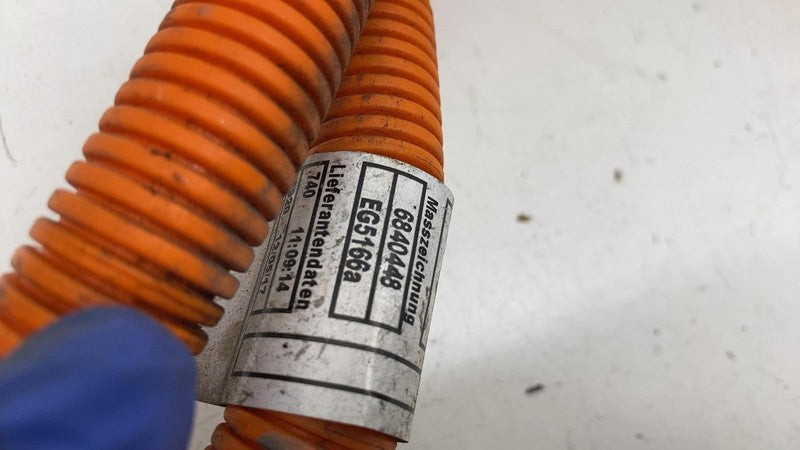 Masszeichnung
6840448
EG5166a
Lieferantendaten
740 11:09:14